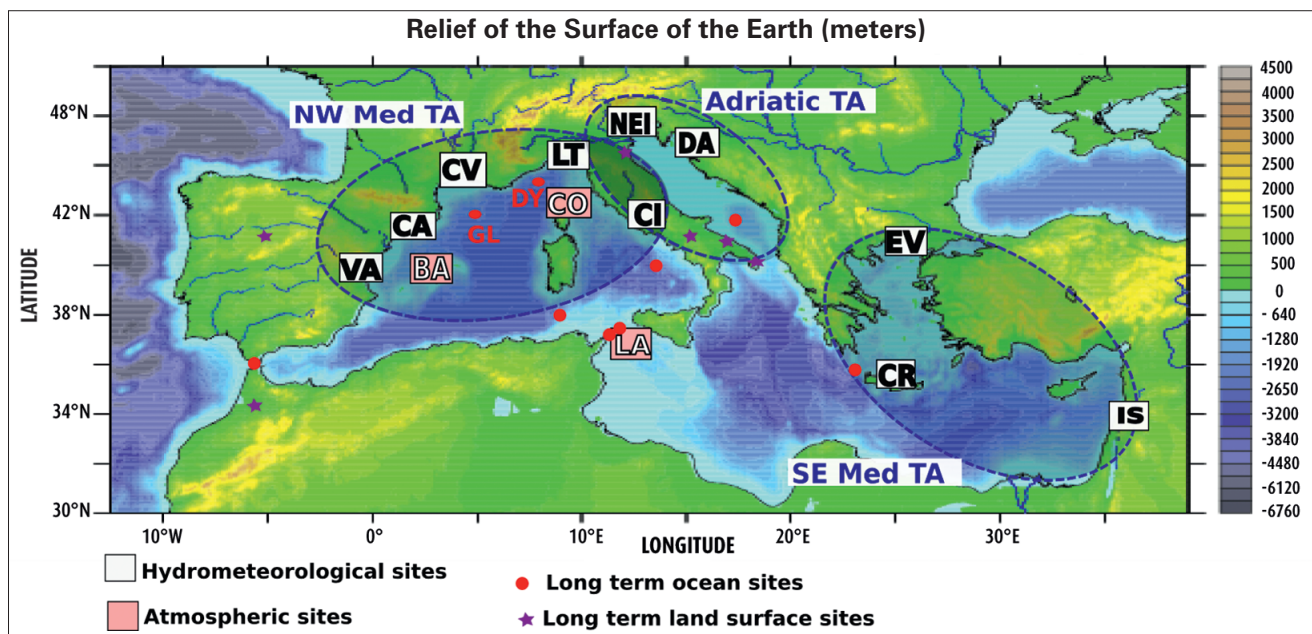 Relief of the Surface of the Earth (meters)
NW Med TA
Adriatic TA
SE Med TA
NEI
DA
LT
CV
CO
DY
CI
CA
GL
VA
BA
EV
LA
CR
IS
48°N
42°N
38°N
34°N
30°N
LATITUDE
10°W
0°
10°E
20°E
30°E
LONGITUDE
4500
4000
3500
3000
2500
2000
1500
1000
500
0
- 640
-1280
-1920
-2650
-3200
-3840
-4480
-6120
-6760
Hydrometeorological sites
Atmospheric sites
Long term ocean sites
Long term land surface sites